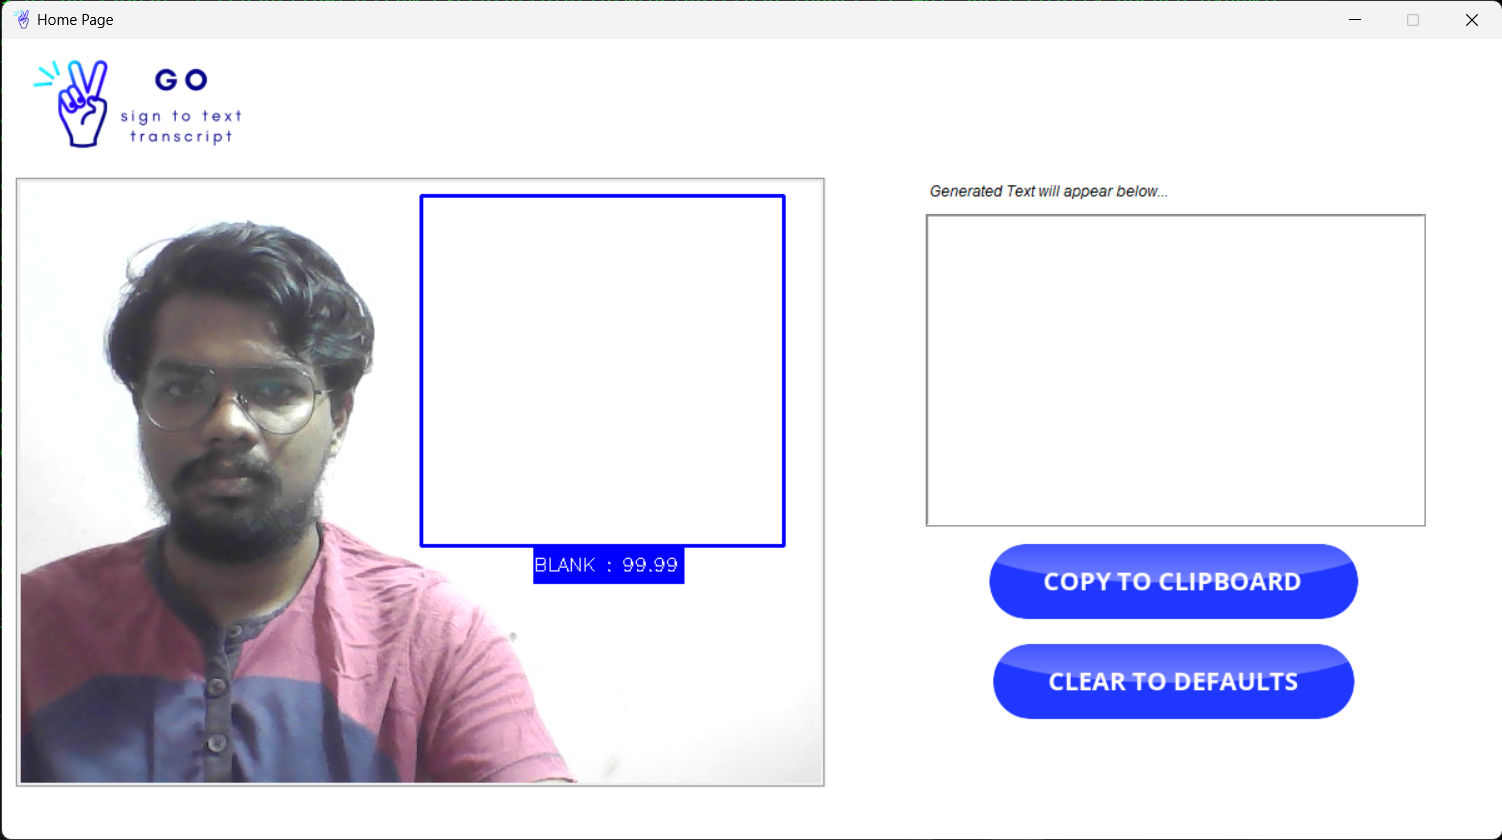 Home Page
GO
sign to text
transcript
Generated Text will appear below...
BLANK : 99.99
COPY TO CLIPBOARD
CLEAR TO DEFAULTS